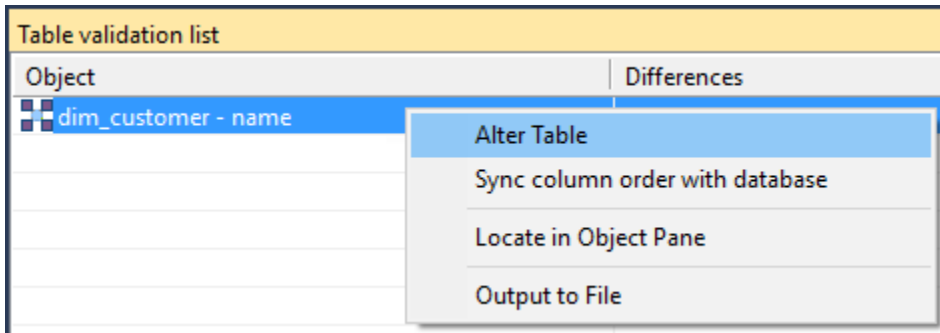 Table validation list
Object Differences
dim_customer - name
Alter Table
Sync column order with database
Locate in Object Pane
Output to File